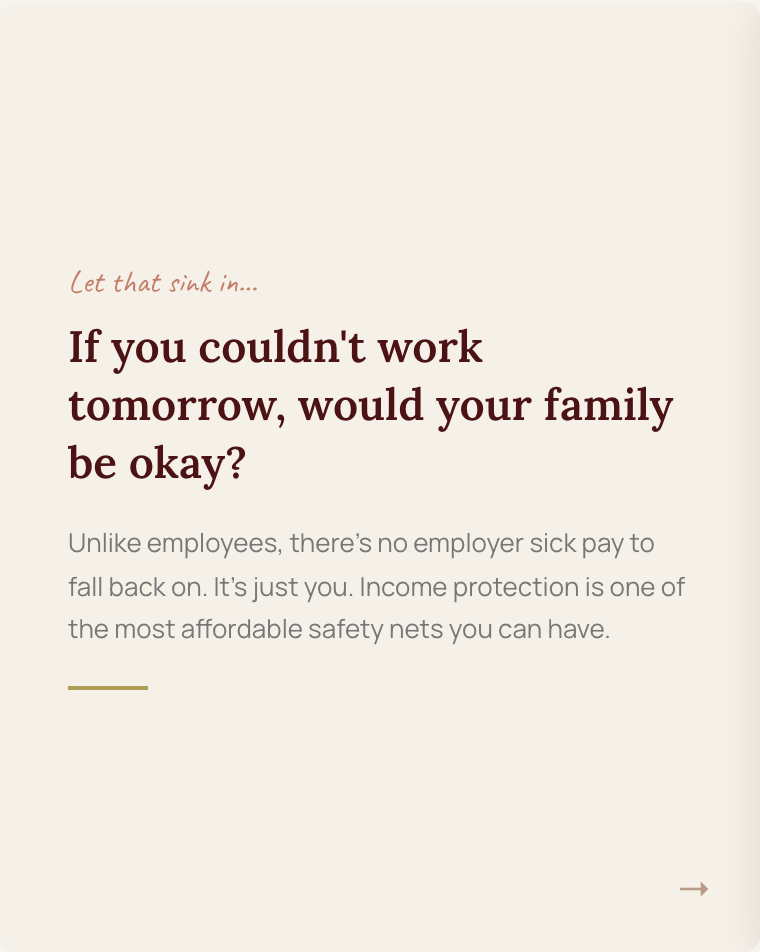 Let that sink in...
If you couldn't work
tomorrow, would your family
be okay?
Unlike employees, there's no employer sick pay to
fall back on. It's just you. Income protection is one of
the most affordable safety nets you can have.